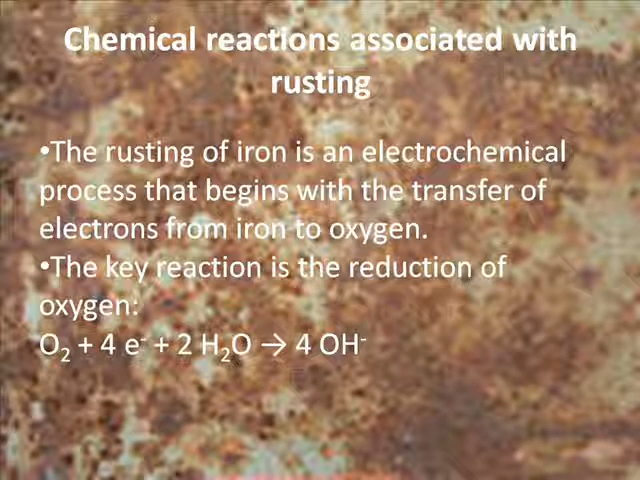 Chemical reactions associated with
rusting
•The rusting of iron is an electrochemical
process that begins with the transfer of
electrons from iron to oxygen.
•The key reaction is the reduction of
oxygen:
O₂ + 4 e⁻ + 2 H₂O → 4 OH⁻